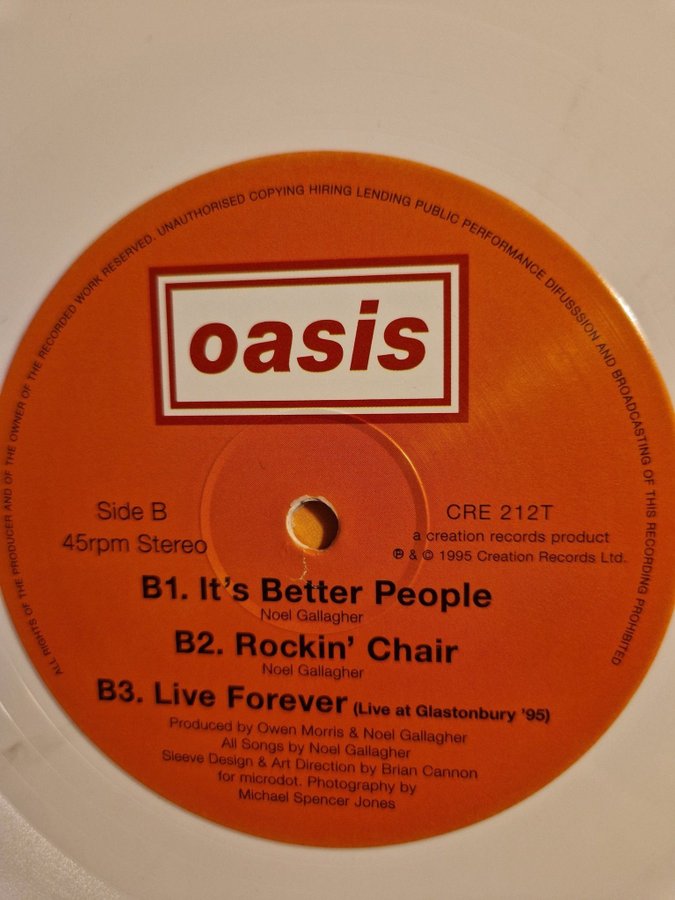 ALL RIGHTS OF THE PRODUCER AND OF THE OWNER OF THE RECORDED WORK RESERVED. UNAUTHORISED COPYING HIRING LENDING PUBLIC PERFORMANCE DIFUSSSION AND BROADCASTING OF THIS RECORDING PROHIBITED
oasis
Side B
45rpm Stereo
CRE 212T
a creation records product
℗ & © 1995 Creation Records Ltd.
B1. It's Better People
Noel Gallagher
B2. Rockin' Chair
Noel Gallagher
B3. Live Forever (Live at Glastonbury '95)
Produced by Owen Morris & Noel Gallagher
All Songs by Noel Gallagher
Sleeve Design & Art Direction by Brian Cannon
for microdot. Photography by
Michael Spencer Jones